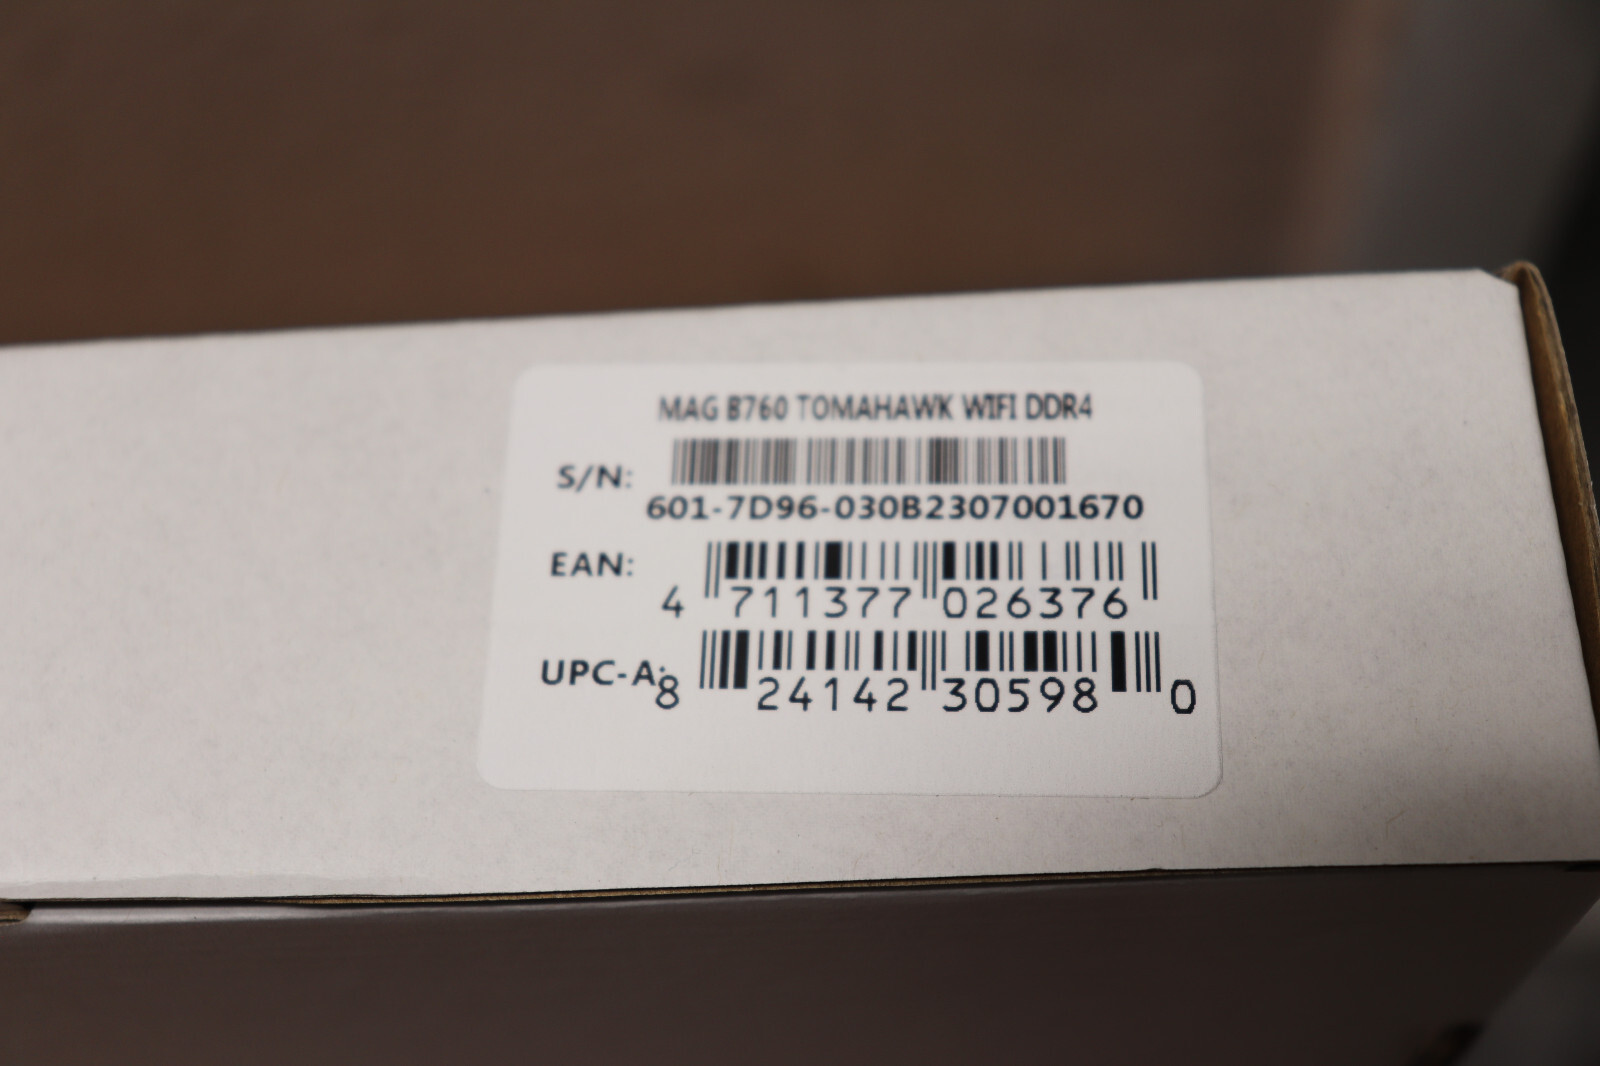 MAG B760 TOMAHAWK WIFI DDR4
S/N:
601-7D96-030B2307001670
EAN:
4 711377 026376
UPC-A:
8 24142 30598 0